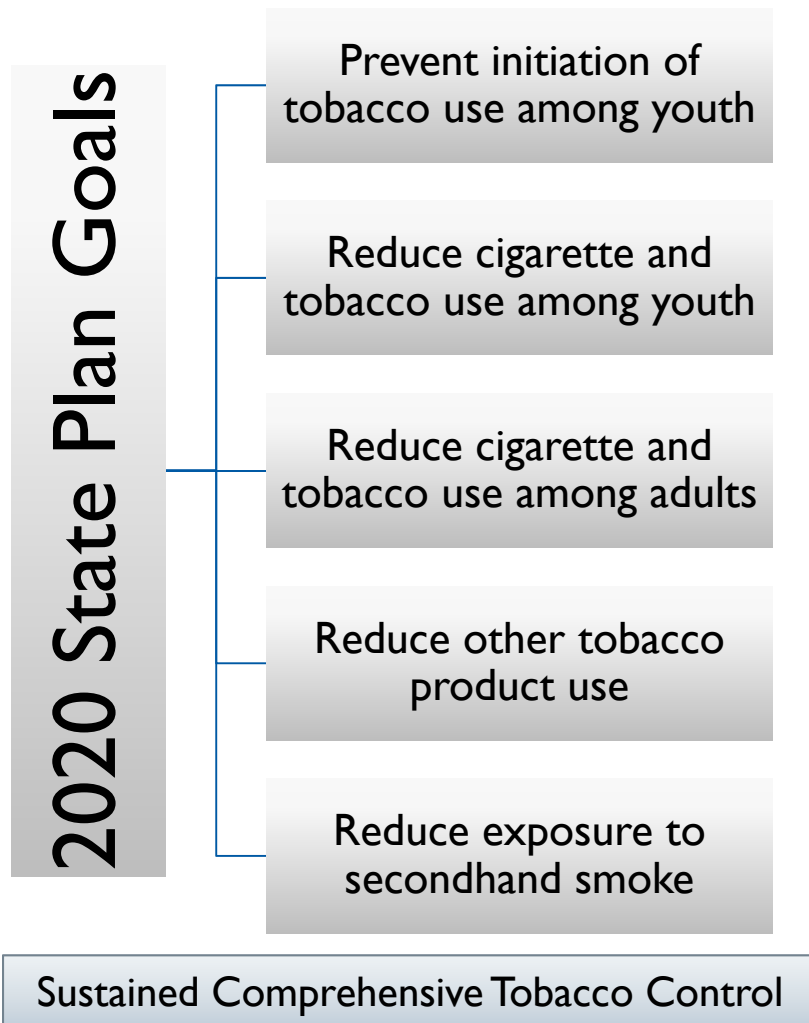 2020 State Plan Goals
Prevent initiation of
tobacco use among youth
Reduce cigarette and
tobacco use among youth
Reduce cigarette and
tobacco use among adults
Reduce other tobacco
product use
Reduce exposure to
secondhand smoke
Sustained Comprehensive Tobacco Control